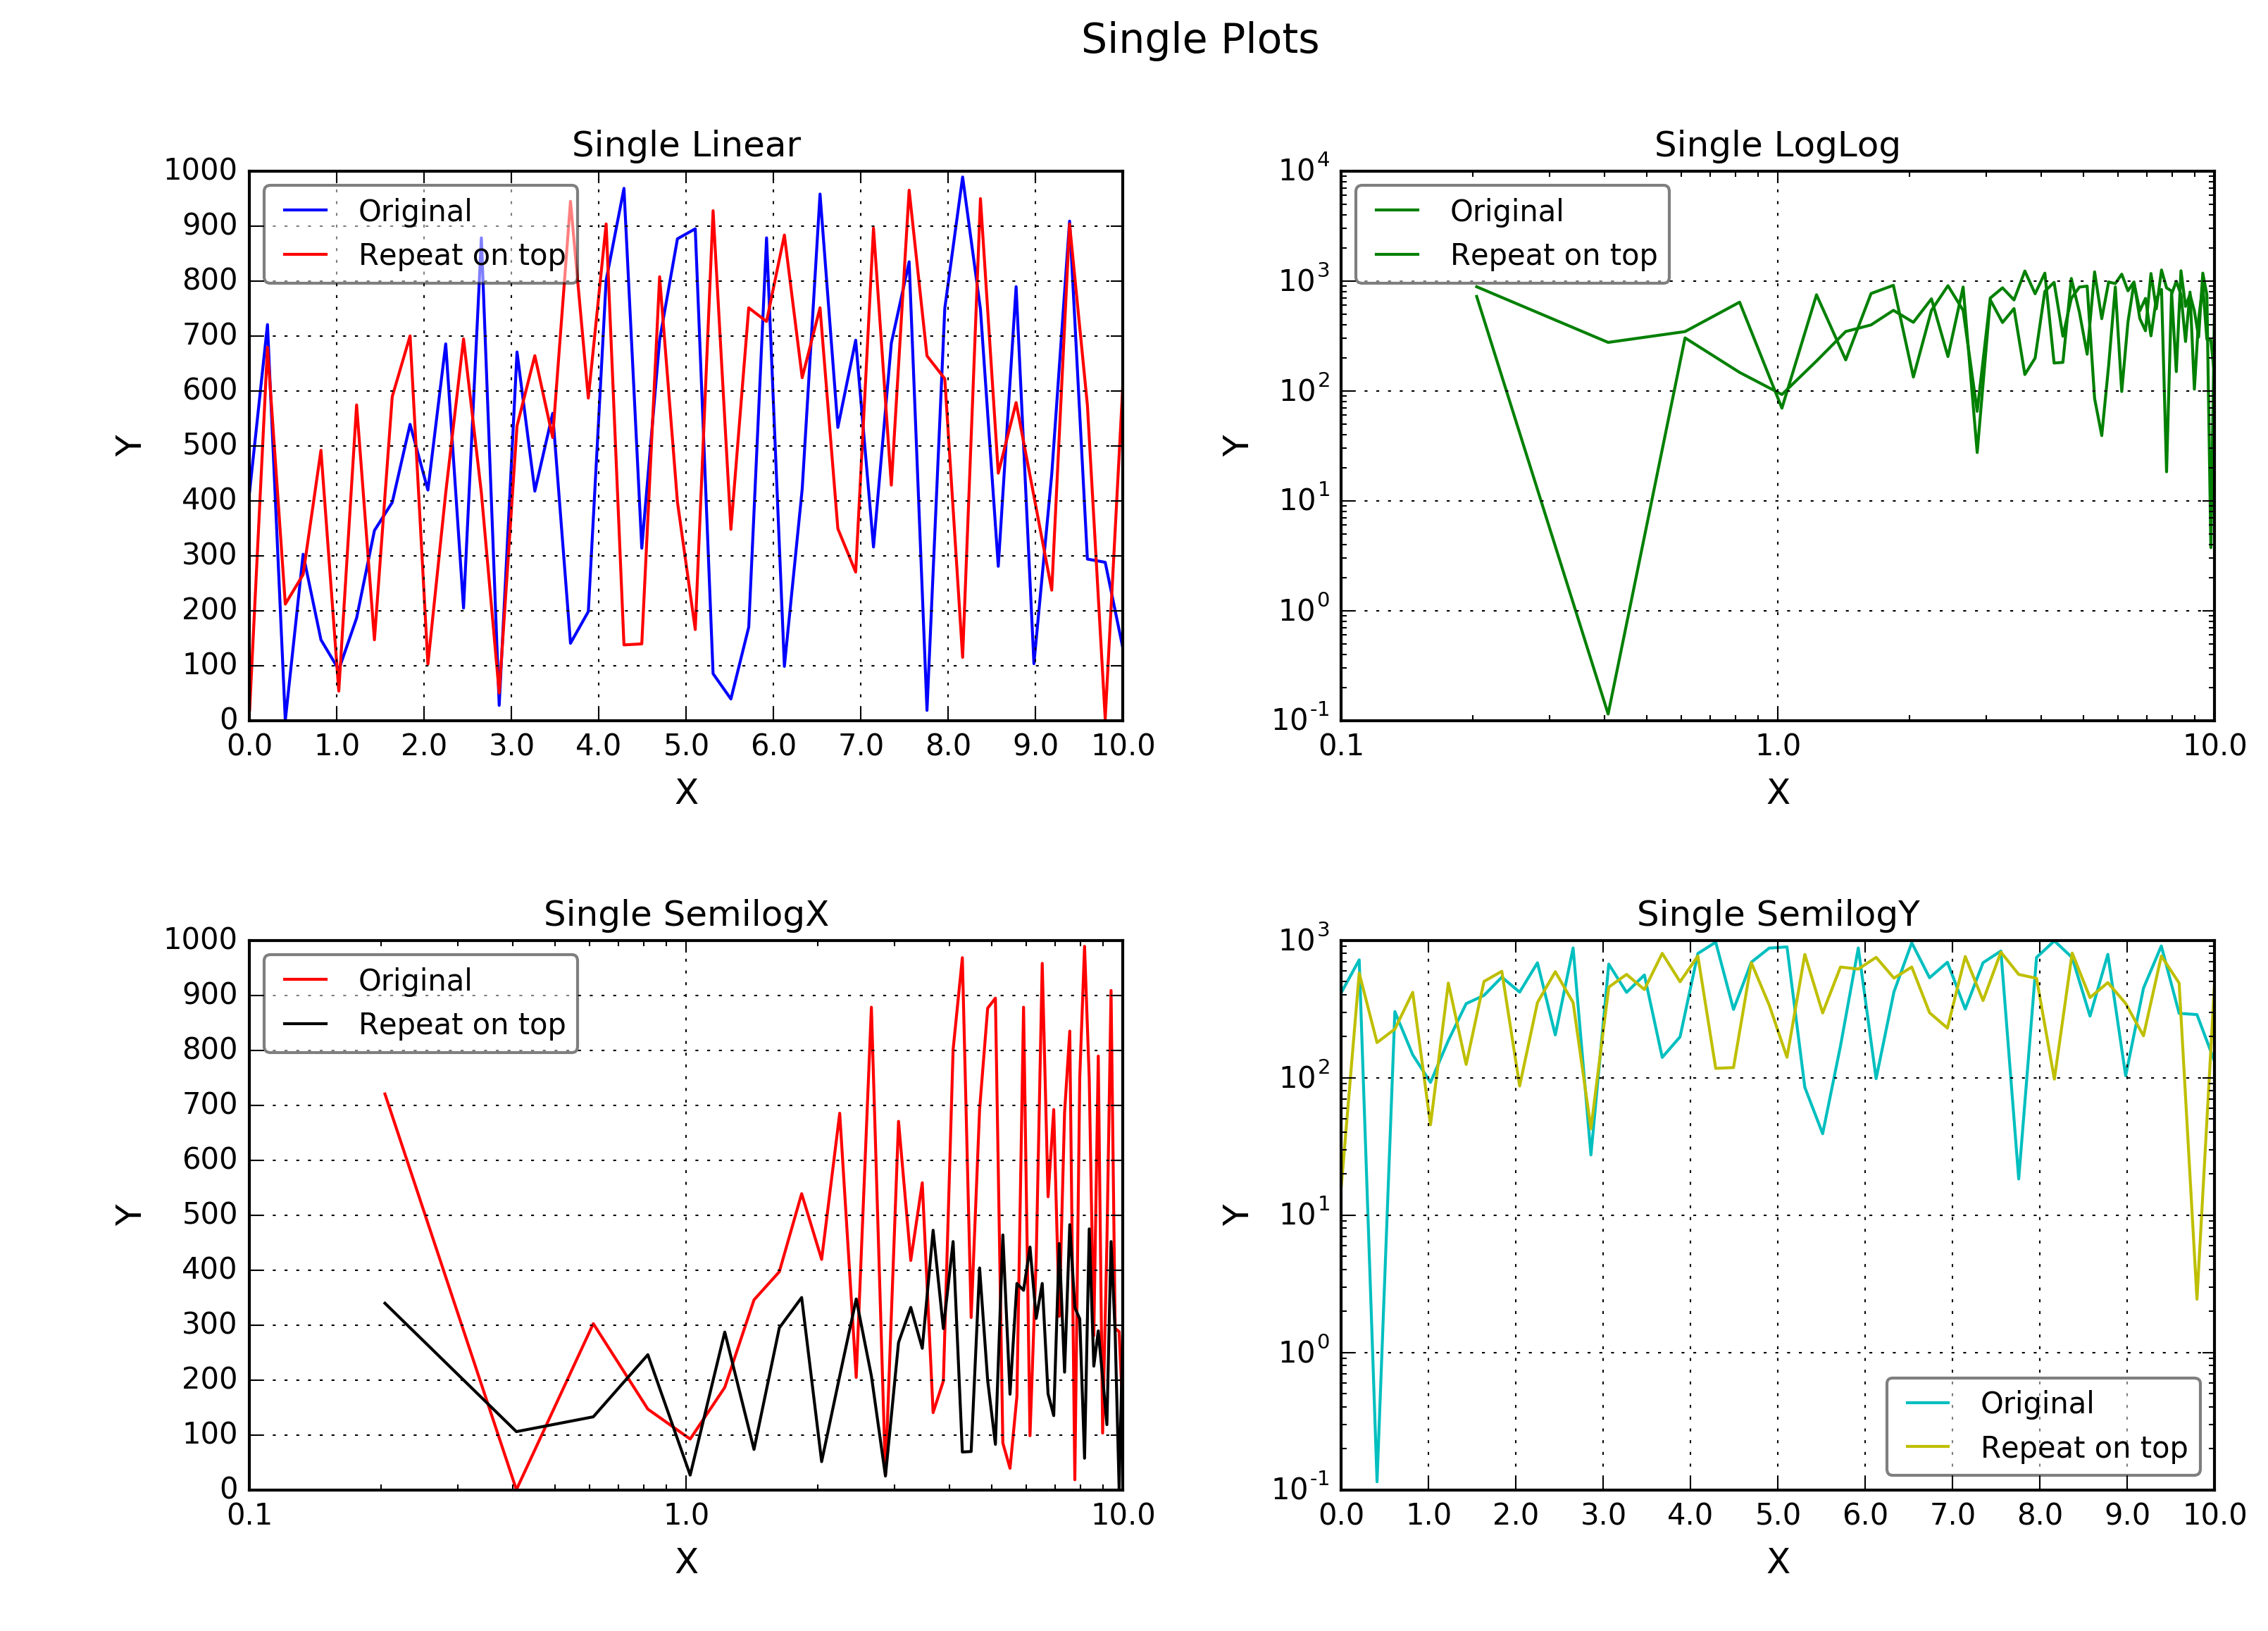 Single Plots
Single Linear
1000
900
800
700
600
500
400
300
200
100
0
Y
Original
Repeat on top
0.0 1.0 2.0 3.0 4.0 5.0 6.0 7.0 8.0 9.0 10.0
X
Single LogLog
10^4
10^3
10^2
10^1
10^0
10^-1
Y
Original
Repeat on top
0.1 1.0 10.0
X
Single SemilogX
1000
900
800
700
600
500
400
300
200
100
0
Y
Original
Repeat on top
0.1 1.0 10.0
X
Single SemilogY
10^3
10^2
10^1
10^0
10^-1
Y
Original
Repeat on top
0.0 1.0 2.0 3.0 4.0 5.0 6.0 7.0 8.0 9.0 10.0
X